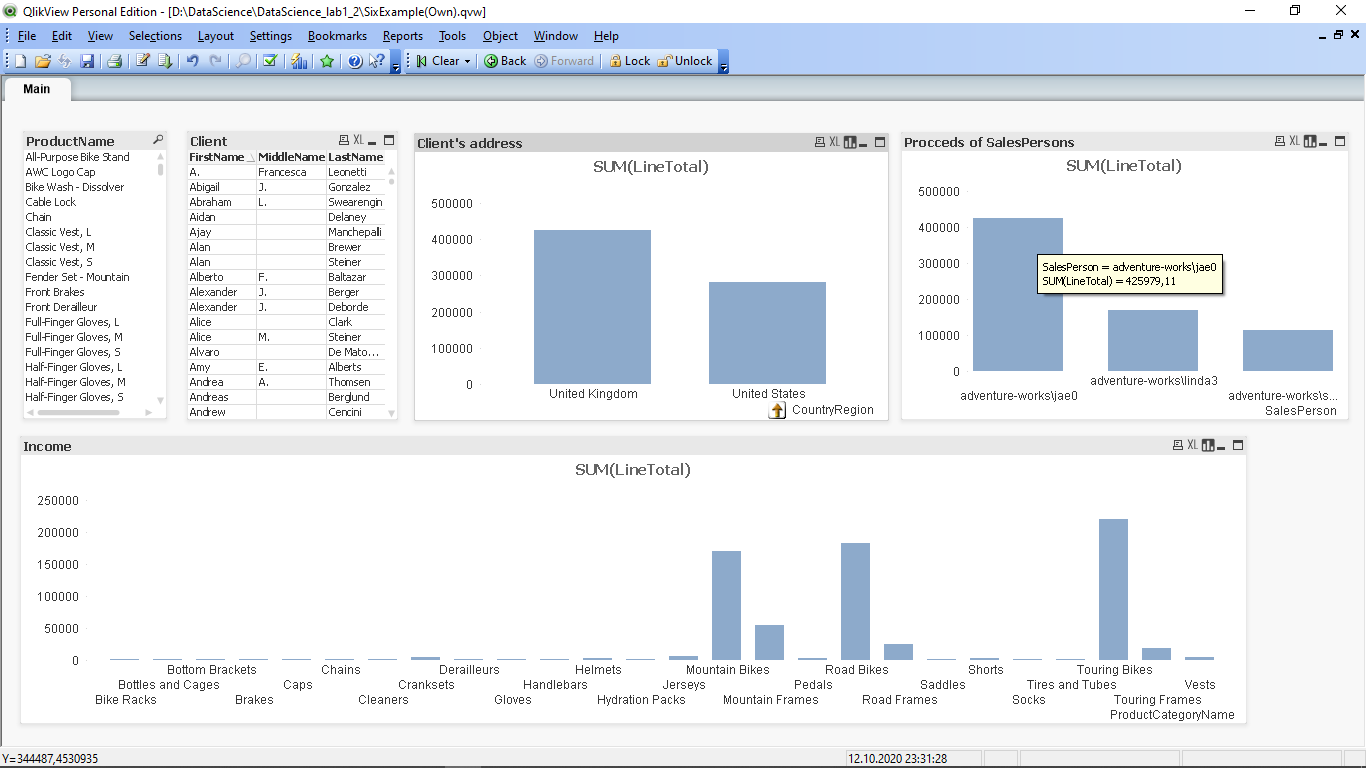 QlikView Personal Edition - [D:\DataScience\DataScience_lab1_2\SixExample(Own).qvw]
File Edit View Selections Layout Settings Bookmarks Reports Tools Object Window Help
Clear Back Forward Lock Unlock
Main
ProductName
All-Purpose Bike Stand
AWC Logo Cap
Bike Wash - Dissolver
Cable Lock
Chain
Classic Vest, L
Classic Vest, M
Classic Vest, S
Fender Set - Mountain
Front Brakes
Front Derailleur
Full-Finger Gloves, L
Full-Finger Gloves, M
Full-Finger Gloves, S
Half-Finger Gloves, L
Half-Finger Gloves, M
Half-Finger Gloves, S
Client XL
FirstName MiddleName LastName
A. Francesca Leonetti
Abigail J. Gonzalez
Abraham L. Swearengin
Aidan Delaney
Ajay Manchepali
Alan Brewer
Alan Steiner
Alberto F. Baltazar
Alexander J. Berger
Alexander J. Deborde
Alice Clark
Alice M. Steiner
Alvaro De Mato...
Amy E. Alberts
Andrea A. Thomsen
Andreas Berglund
Andrew Cencini
Client's address XL
SUM(LineTotal)
500000
400000
300000
200000
100000
0
United Kingdom United States
CountryRegion
Procceds of SalesPersons XL
SUM(LineTotal)
500000
400000
300000
200000
100000
0
SalesPerson = adventure-works\jae0
SUM(LineTotal) = 425979,11
adventure-works\linda3
adventure-works\jae0 adventure-works\s...
SalesPerson
Income XL
SUM(LineTotal)
250000
200000
150000
100000
50000
0
Bottom Brackets Chains Derailleurs Helmets Mountain Bikes Road Bikes Shorts Touring Bikes
Bottles and Cages Caps Cranksets Handlebars Jerseys Pedals Saddles Tires and Tubes Vests
Bike Racks Brakes Cleaners Gloves Hydration Packs Mountain Frames Road Frames Socks Touring Frames
ProductCategoryName
Y=344487,4530935 12.10.2020 23:31:28